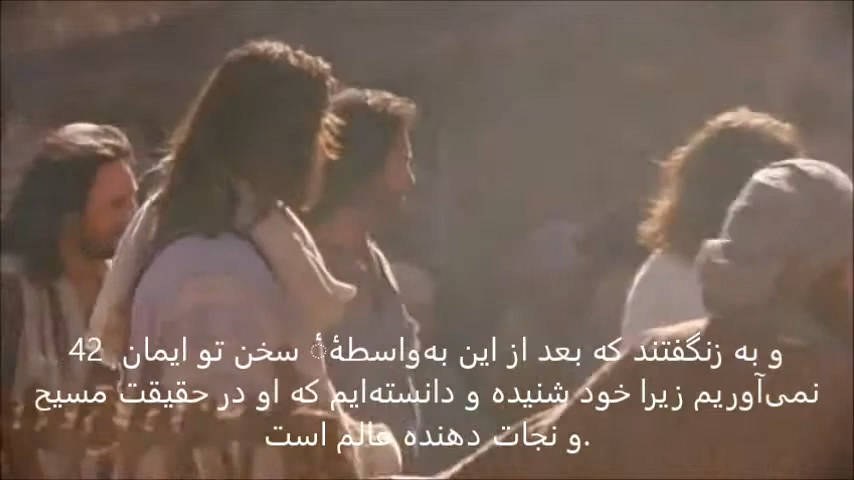 42 و به زنگفتند که بعد از این به‌واسطهٔ ٔ سخن تو ایمان
نمی‌آوریم زیرا خود شنیده و دانسته‌ایم که او در حقیقت مسیح
و نجات دهنده عالم است.